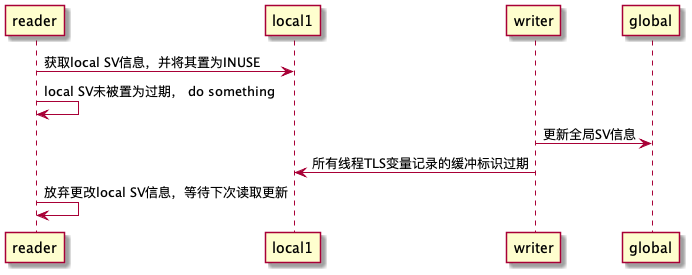 reader local1 writer global
获取local SV信息，并将其置为INUSE
local SV未被置为过期， do something
更新全局SV信息
所有线程TLS变量记录的缓冲标识过期
放弃更改local SV信息，等待下次读取更新
reader local1 writer global